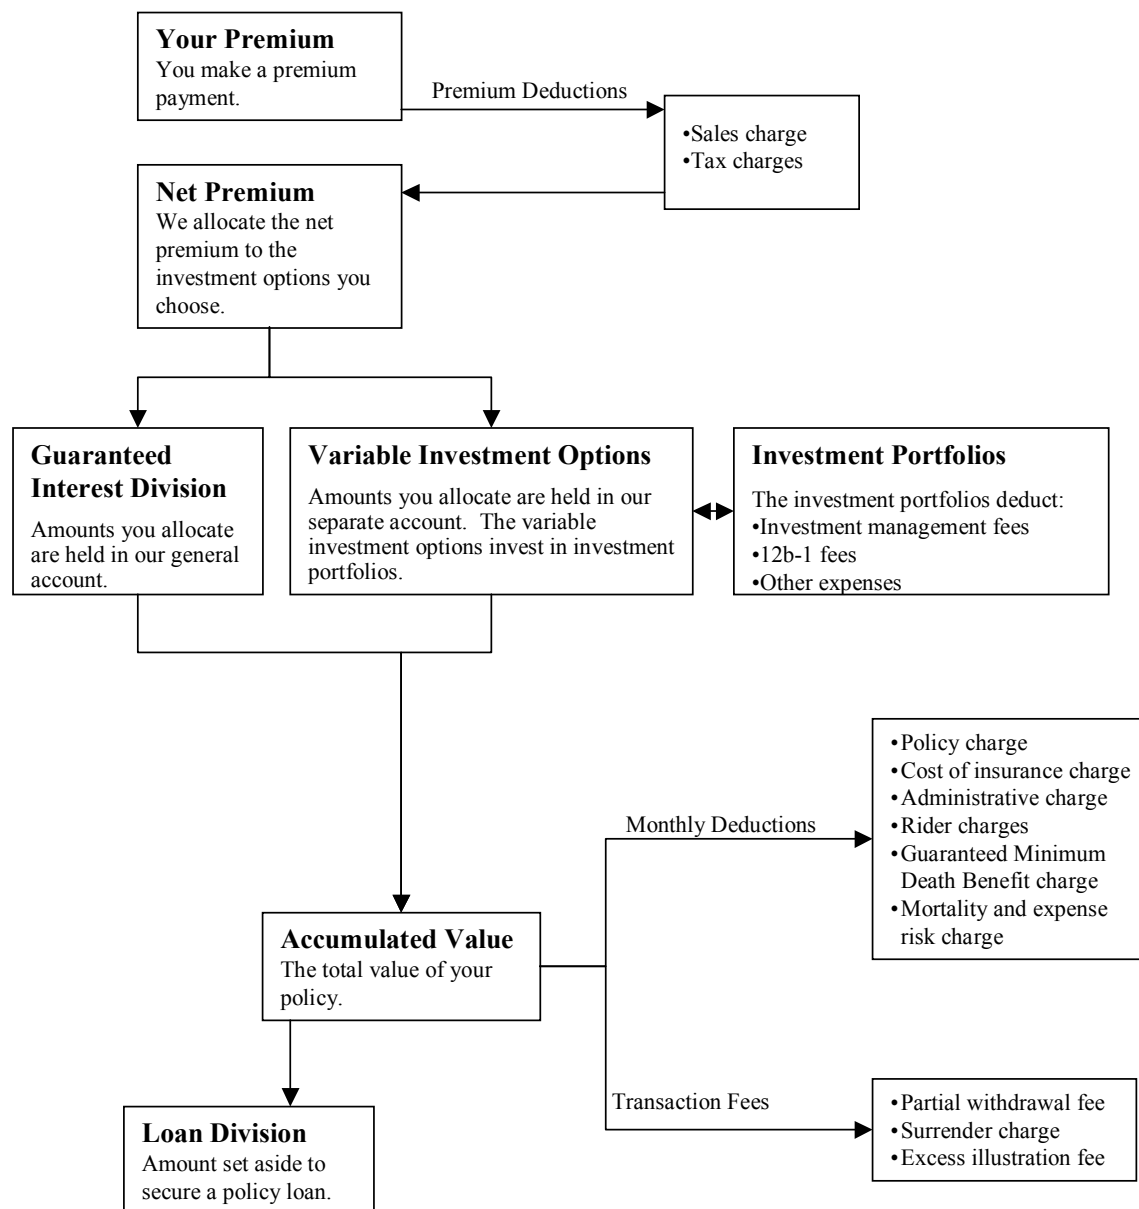 Your Premium
You make a premium
payment.
Premium Deductions
•Sales charge
•Tax charges
Net Premium
We allocate the net
premium to the
investment options you
choose.
Guaranteed
Interest Division
Amounts you allocate
are held in our general
account.
Variable Investment Options
Amounts you allocate are held in our
separate account.  The variable
investment options invest in investment
portfolios.
Investment Portfolios
The investment portfolios deduct:
•Investment management fees
•12b-1 fees
•Other expenses
Monthly Deductions
•Policy charge
•Cost of insurance charge
•Administrative charge
•Rider charges
•Guaranteed Minimum
Death Benefit charge
•Mortality and expense
risk charge
Accumulated Value
The total value of your
policy.
Transaction Fees
•Partial withdrawal fee
•Surrender charge
•Excess illustration fee
Loan Division
Amount set aside to
secure a policy loan.